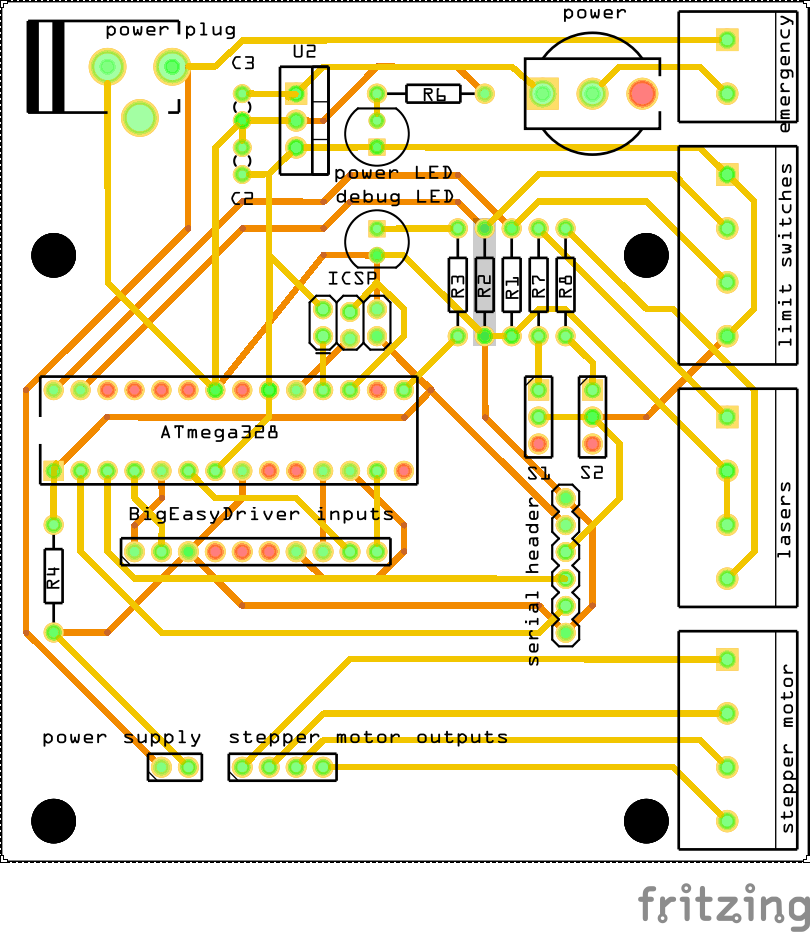 power
power plug
U2
emergency
C3
R6
power LED
C2
debug LED
limit switches
ICSP
R3
R2
R1
R7
R8
ATmega328
S1
S2
BigEasyDriver inputs
serial header
lasers
R4
power supply
stepper motor outputs
stepper motor
fritzing